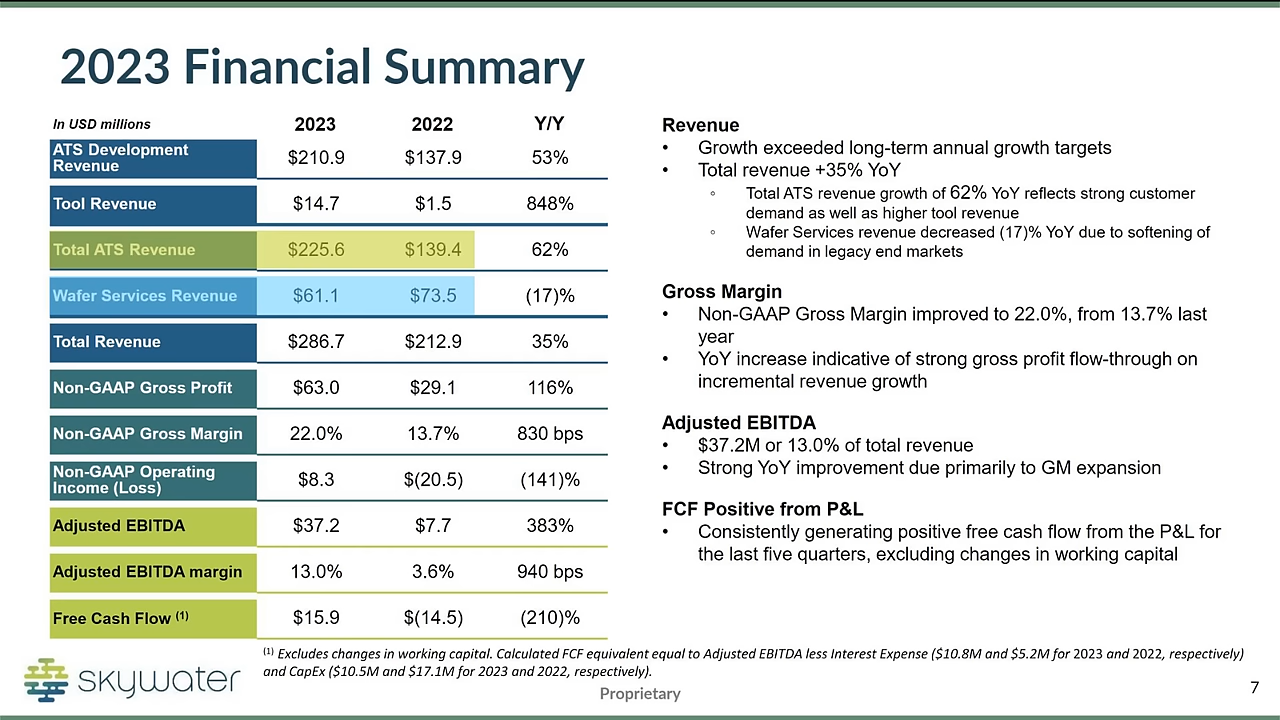 2023 Financial Summary
In USD millions 2023 2022 Y/Y
ATS Development
Revenue $210.9 $137.9 53%
Tool Revenue $14.7 $1.5 848%
Total ATS Revenue $225.6 $139.4 62%
Wafer Services Revenue $61.1 $73.5 (17)%
Total Revenue $286.7 $212.9 35%
Non-GAAP Gross Profit $63.0 $29.1 116%
Non-GAAP Gross Margin 22.0% 13.7% 830 bps
Non-GAAP Operating
Income (Loss) $8.3 $(20.5) (141)%
Adjusted EBITDA $37.2 $7.7 383%
Adjusted EBITDA margin 13.0% 3.6% 940 bps
Free Cash Flow (1) $15.9 $(14.5) (210)%
Revenue
• Growth exceeded long-term annual growth targets
• Total revenue +35% YoY
◦ Total ATS revenue growth of 62% YoY reflects strong customer
demand as well as higher tool revenue
◦ Wafer Services revenue decreased (17)% YoY due to softening of
demand in legacy end markets
Gross Margin
• Non-GAAP Gross Margin improved to 22.0%, from 13.7% last
year
• YoY increase indicative of strong gross profit flow-through on
incremental revenue growth
Adjusted EBITDA
• $37.2M or 13.0% of total revenue
• Strong YoY improvement due primarily to GM expansion
FCF Positive from P&L
• Consistently generating positive free cash flow from the P&L for
the last five quarters, excluding changes in working capital
(1) Excludes changes in working capital. Calculated FCF equivalent equal to Adjusted EBITDA less Interest Expense ($10.8M and $5.2M for 2023 and 2022, respectively)
and CapEx ($10.5M and $17.1M for 2023 and 2022, respectively).
skywater
Proprietary
7